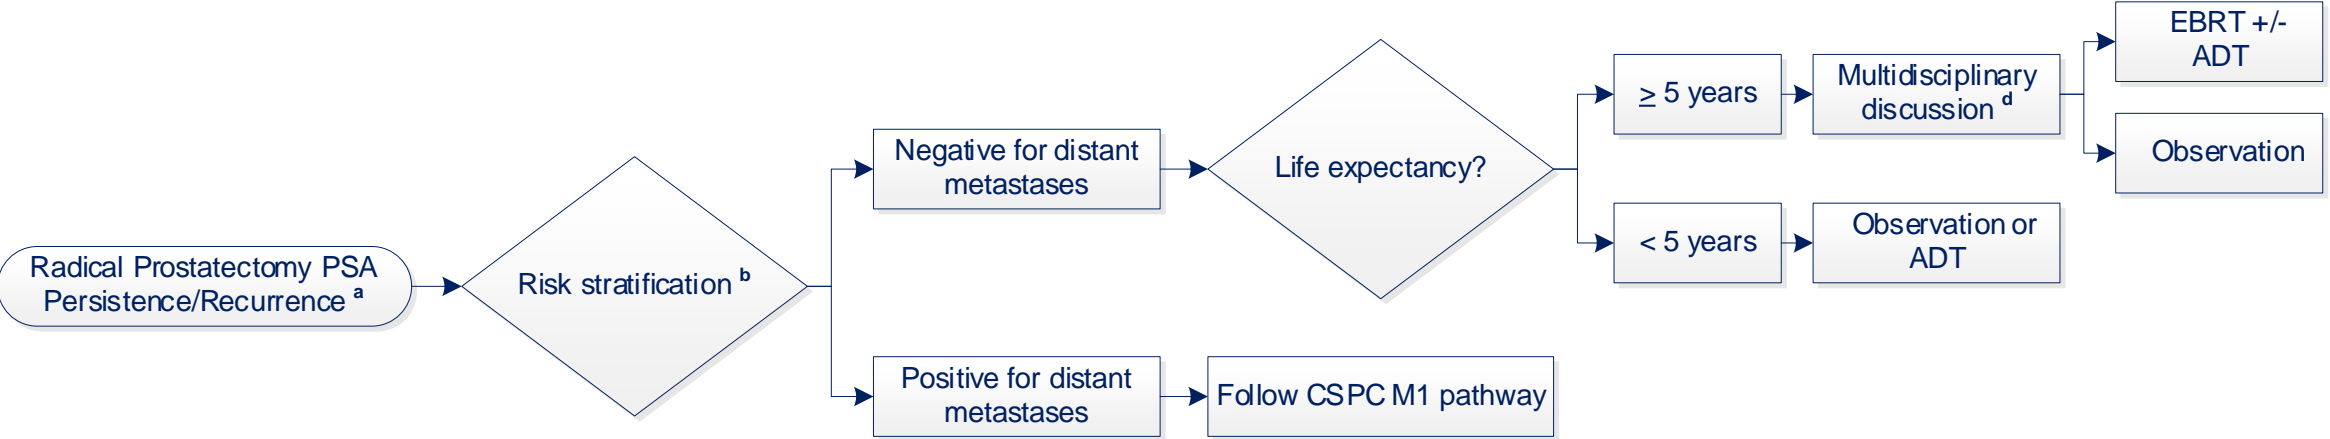 Radical Prostatectomy PSA
Persistence/Recurrence a
Risk stratification b
Negative for distant
metastases
Life expectancy?
≥ 5 years
Multidisciplinary
discussion d
EBRT +/-
ADT
Observation
< 5 years
Observation or
ADT
Positive for distant
metastases
Follow CSPC M1 pathway